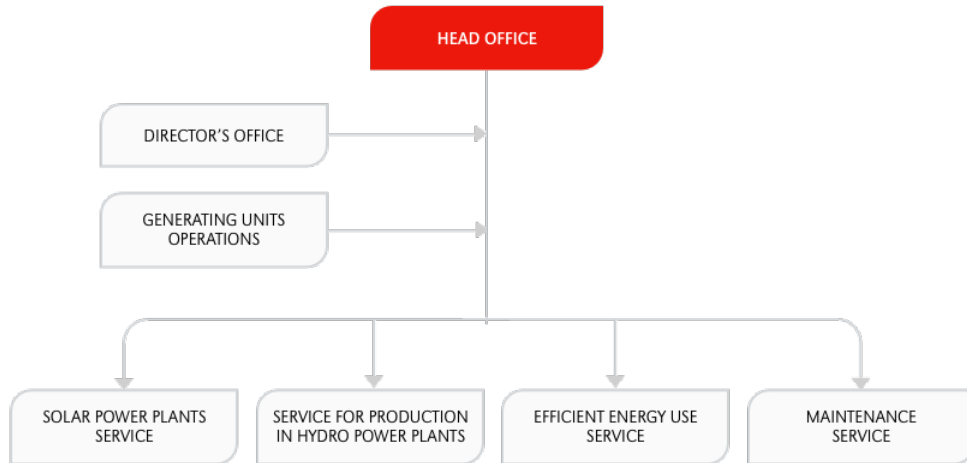 HEAD OFFICE
DIRECTOR'S OFFICE
GENERATING UNITS
OPERATIONS
SOLAR POWER PLANTS
SERVICE
SERVICE FOR PRODUCTION
IN HYDRO POWER PLANTS
EFFICIENT ENERGY USE
SERVICE
MAINTENANCE
SERVICE